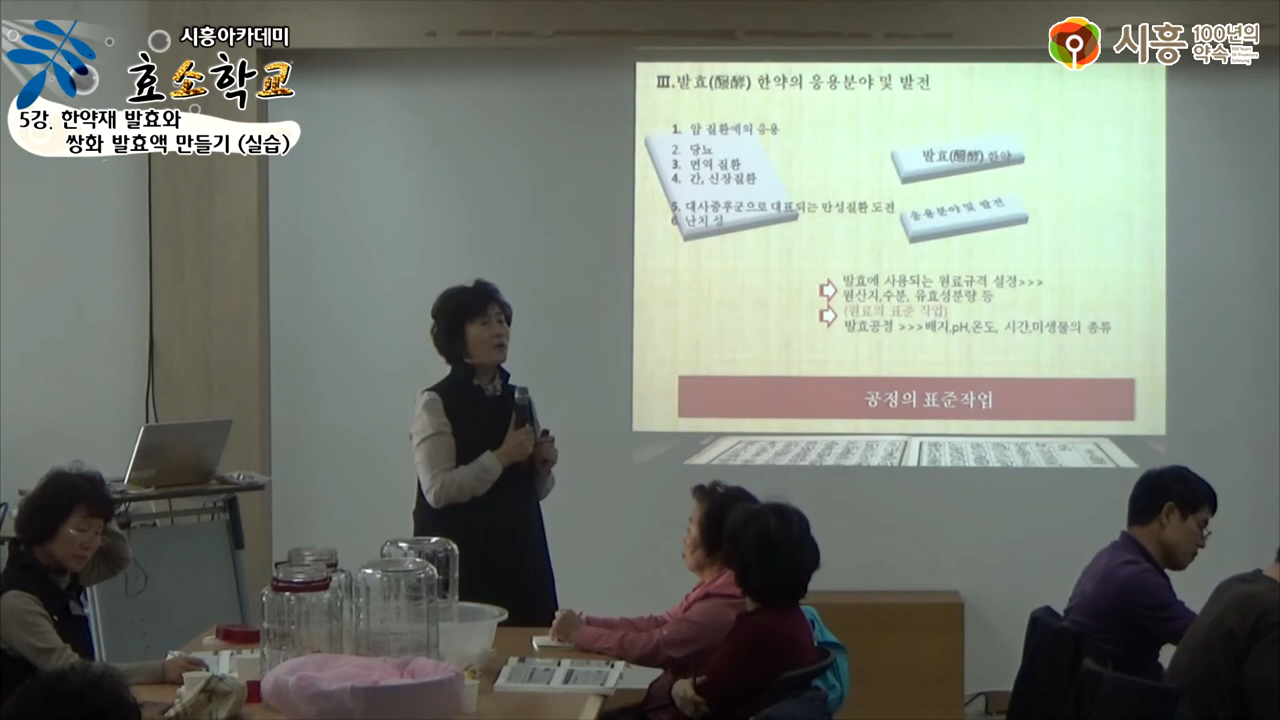 시흥아카데미
효소학교
5강. 한약재 발효와
쌍화 발효액 만들기 (실습)
시흥 100년의
약속
Ⅲ.발효(醱酵) 한약의 응용분야 및 발전
1. 암 질환에의 응용
2. 당뇨
3. 면역 질환
4. 간, 신장질환
5. 대사증후군으로 대표되는 만성질환 도전
6. 난치 성
발효(醱酵) 한약
응용분야 및 발전
발효에 사용되는 원료규격 설정>>>
원산지,수분, 유효성분량 등
(원료의 표준 작업)
발효공정 >>>배지,pH,온도, 시간,미생물의 종류
공정의 표준작업